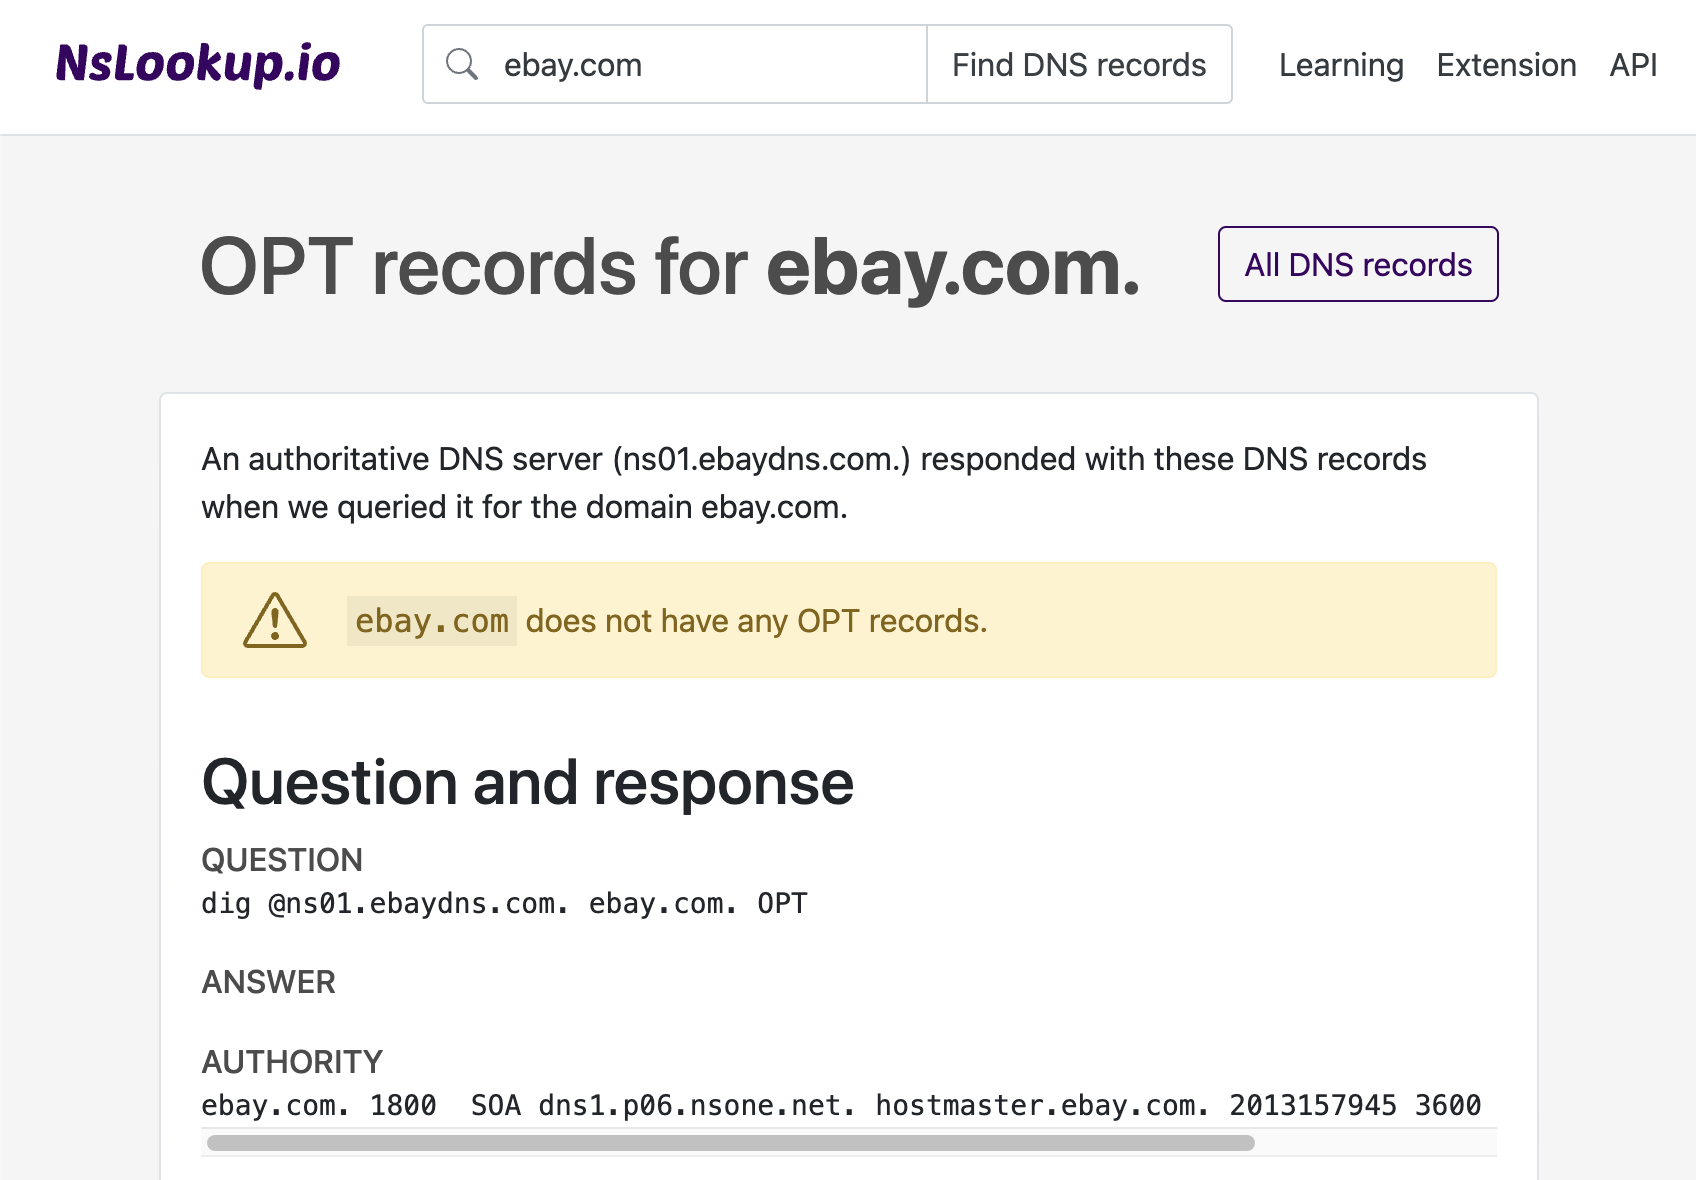 NsLookup.io
ebay.com
Find DNS records
Learning
Extension
API
OPT records for ebay.com.
All DNS records
An authoritative DNS server (ns01.ebaydns.com.) responded with these DNS records
when we queried it for the domain ebay.com.
ebay.com does not have any OPT records.
Question and response
QUESTION
dig @ns01.ebaydns.com. ebay.com. OPT
ANSWER
AUTHORITY
ebay.com. 1800  SOA dns1.p06.nsone.net. hostmaster.ebay.com. 2013157945 3600